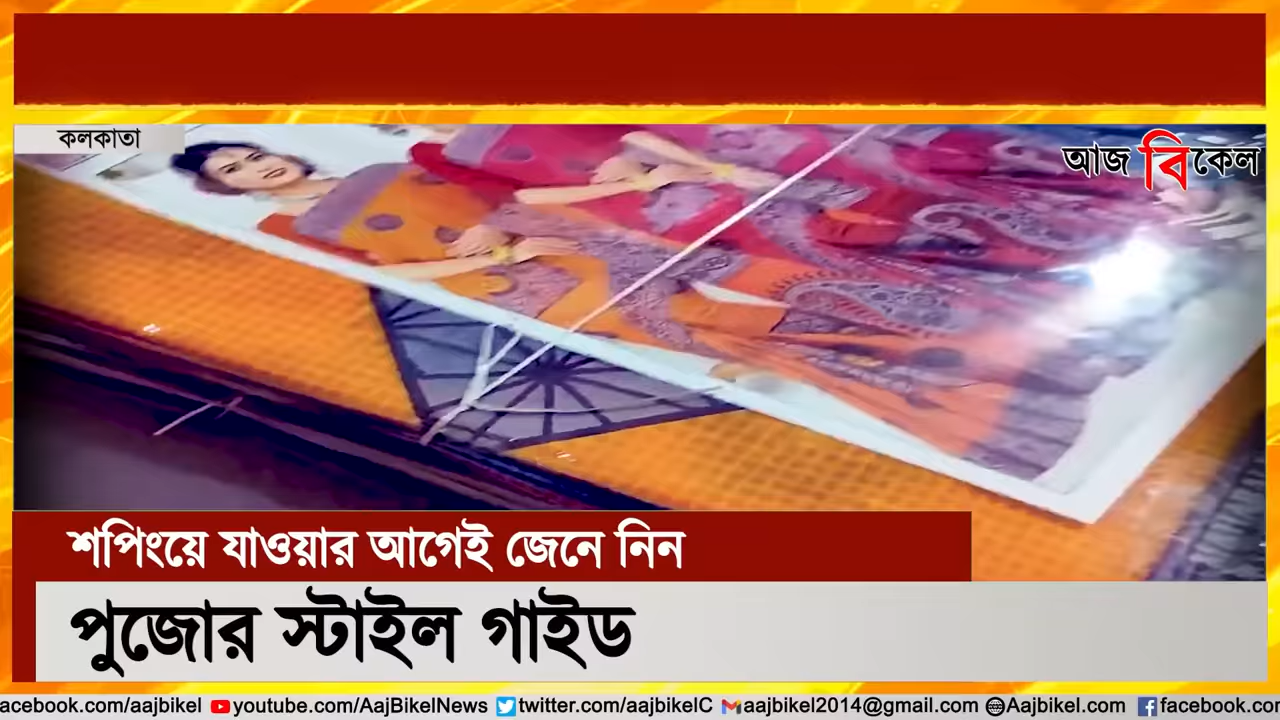 কলকাতা
আজ বিকেল
শপিংয়ে যাওয়ার আগেই জেনে নিন
পুজোর স্টাইল গাইড
acebook.com/aajbikel youtube.com/AajBikelNews twitter.com/aajbikelC aajbikel2014@gmail.com Aajbikel.com facebook.co